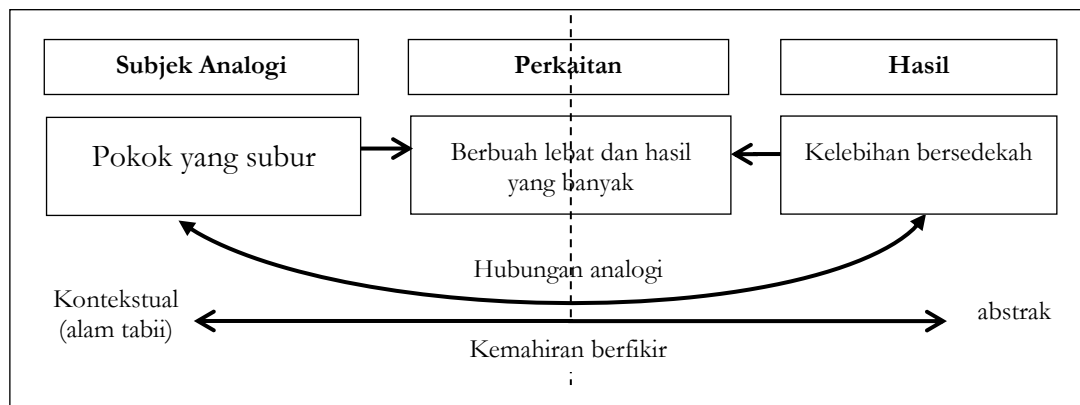 Subjek Analogi
Perkaitan
Hasil
Pokok yang subur
Berbuah lebat dan hasil
yang banyak
Kelebihan bersedekah
Hubungan analogi
Kontekstual
(alam tabii)
abstrak
Kemahiran berfikir